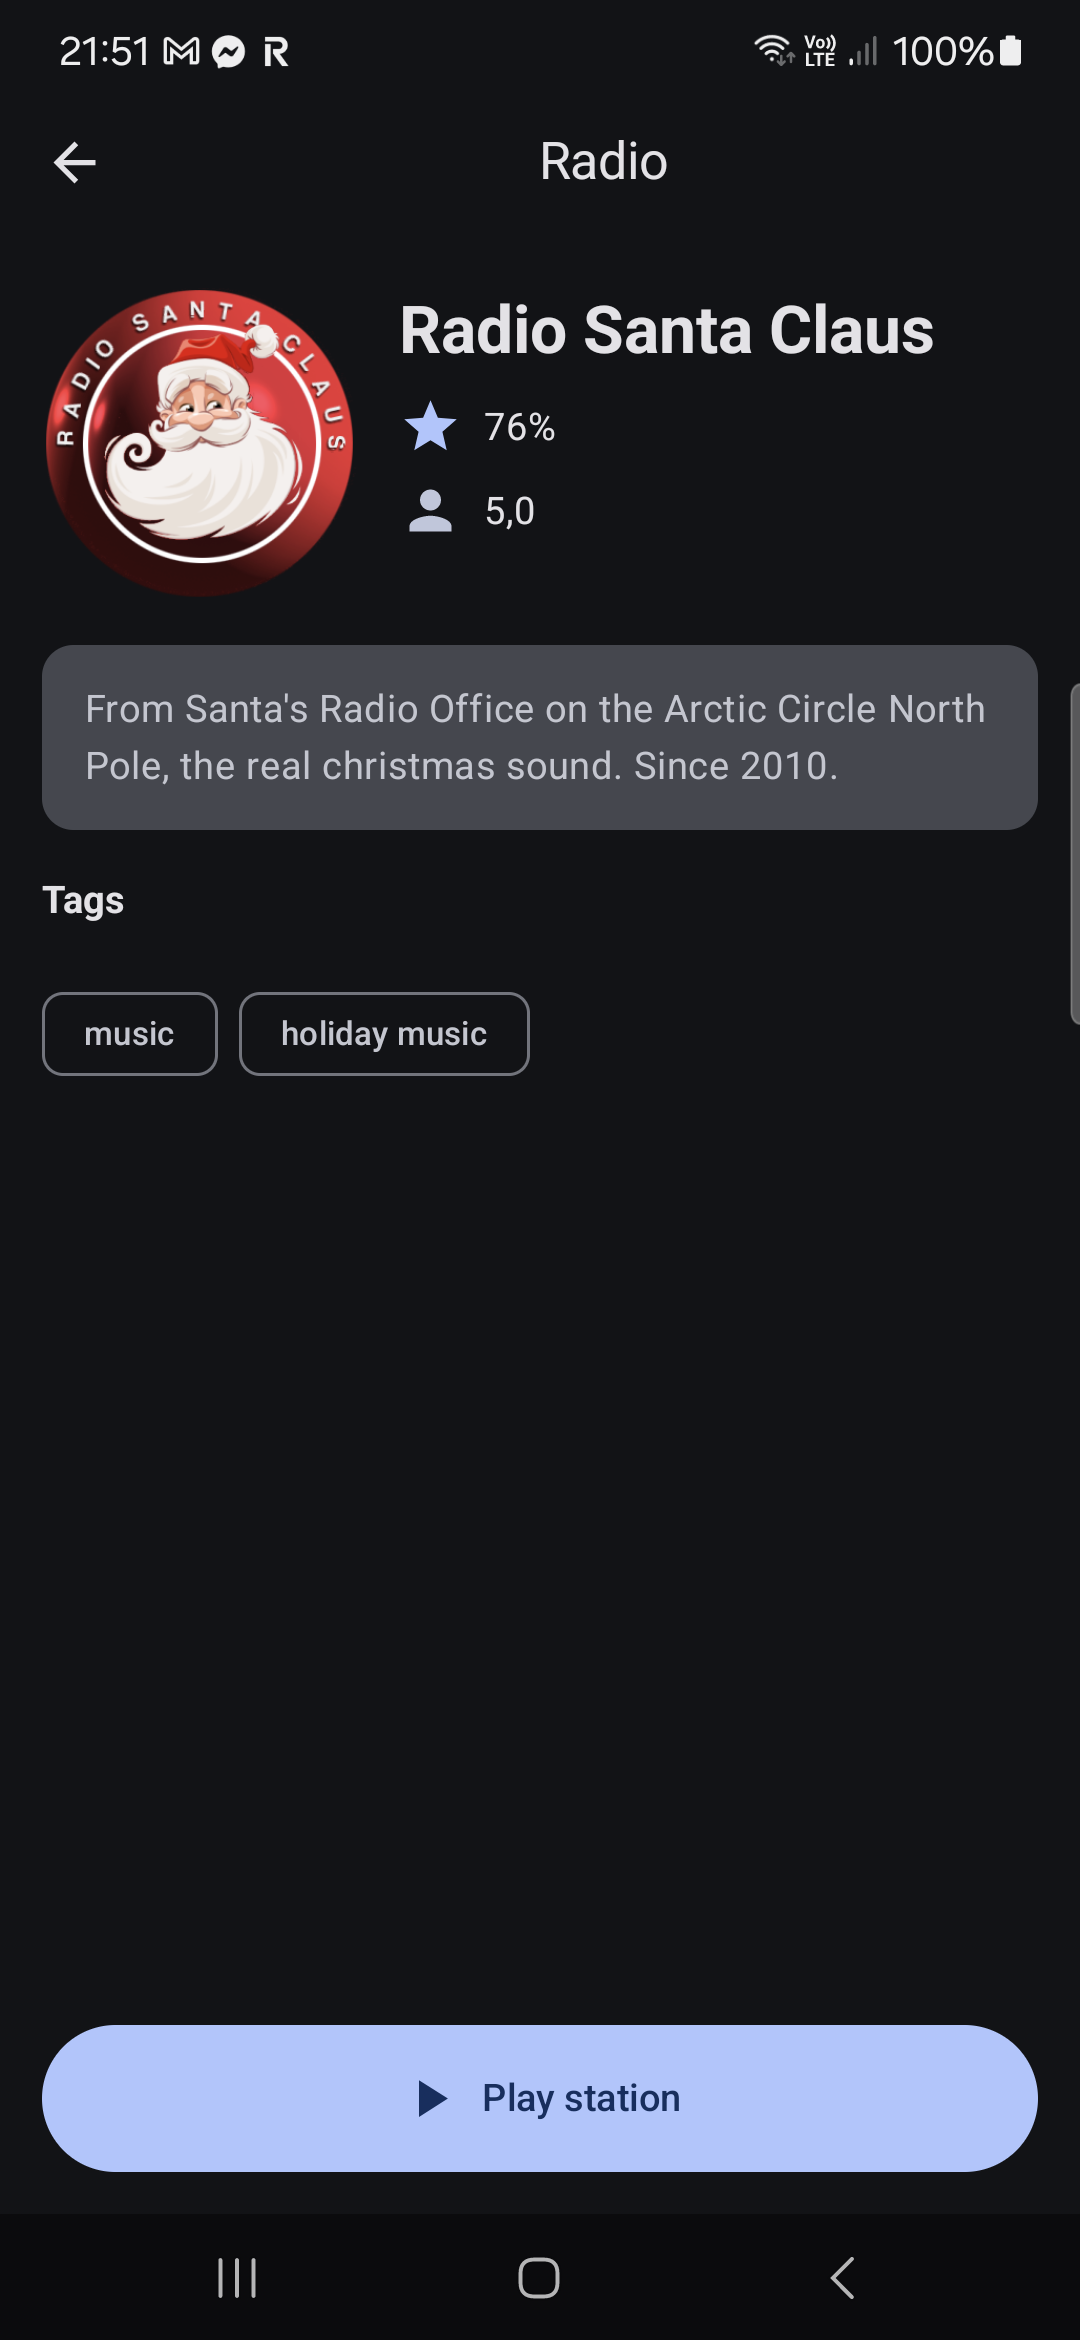 21:51
Vo))
LTE
100%
Radio
RADIO SANTA CLAUS
Radio Santa Claus
76%
5,0
From Santa's Radio Office on the Arctic Circle North
Pole, the real christmas sound. Since 2010.
Tags
music
holiday music
Play station